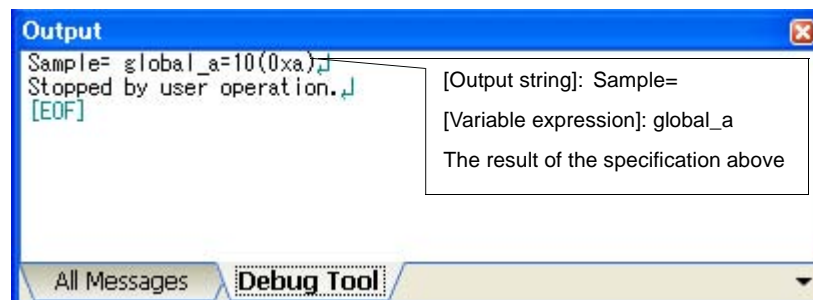 Output
Sample= global_a=10(0xa)↲
Stopped by user operation.↲
[EOF]
[Output string]: Sample=
[Variable expression]: global_a
The result of the specification above
All Messages
Debug Tool